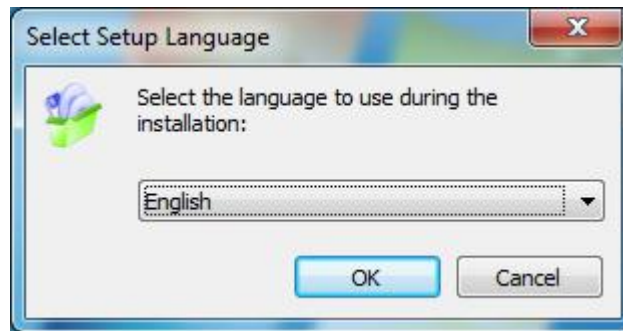 Select Setup Language
Select the language to use during the
installation:
English
OK
Cancel